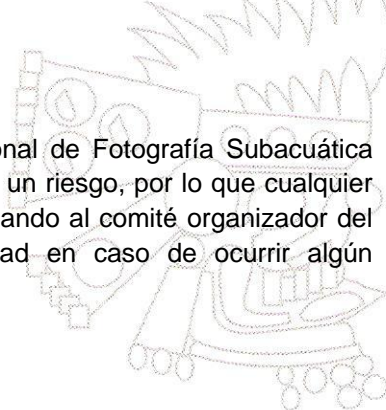 onal de Fotografía Subacuática
un riesgo, por lo que cualquier
ando al comité organizador del
ad en caso de ocurrir algún